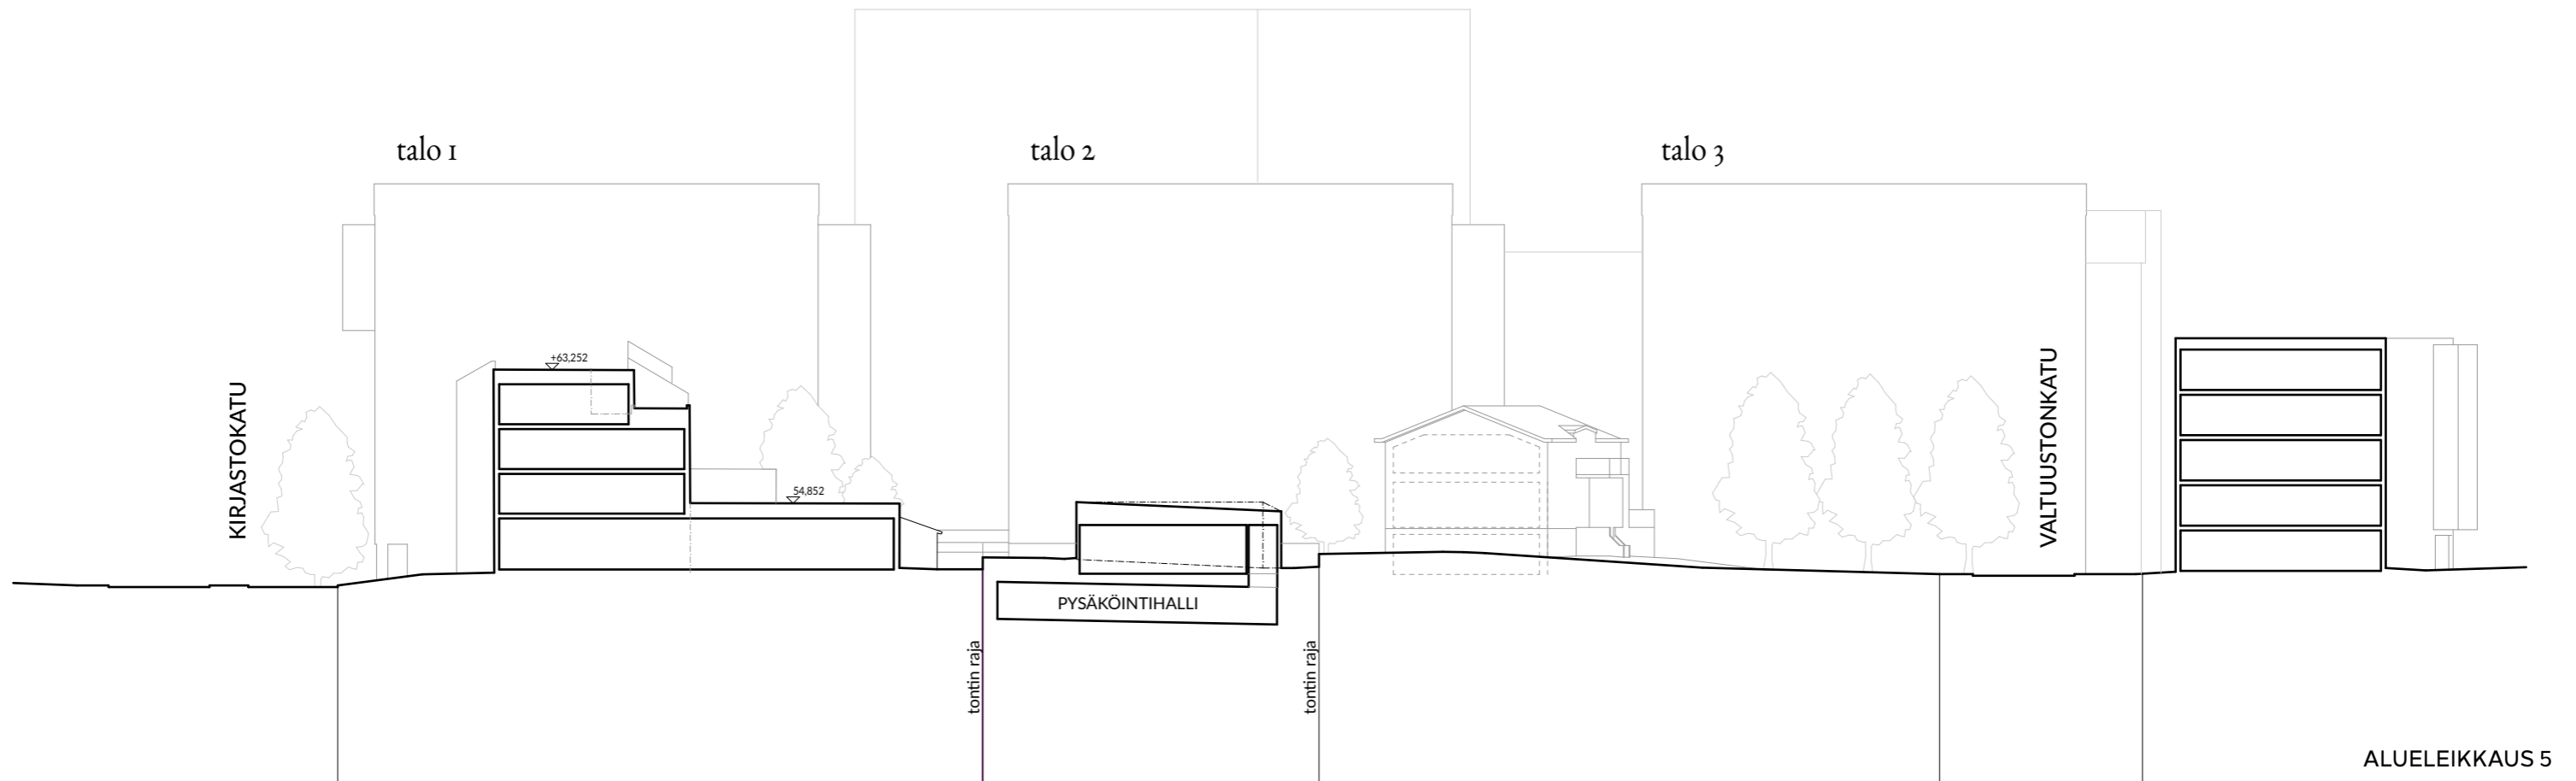 talo 1
talo 2
talo 3
+63,252
54,852
KIRJASTOKATU
VALTUUSTONKATU
PYSÄKÖINTIHALLI
tontin raja
tontin raja
ALUELEIKKAUS 5